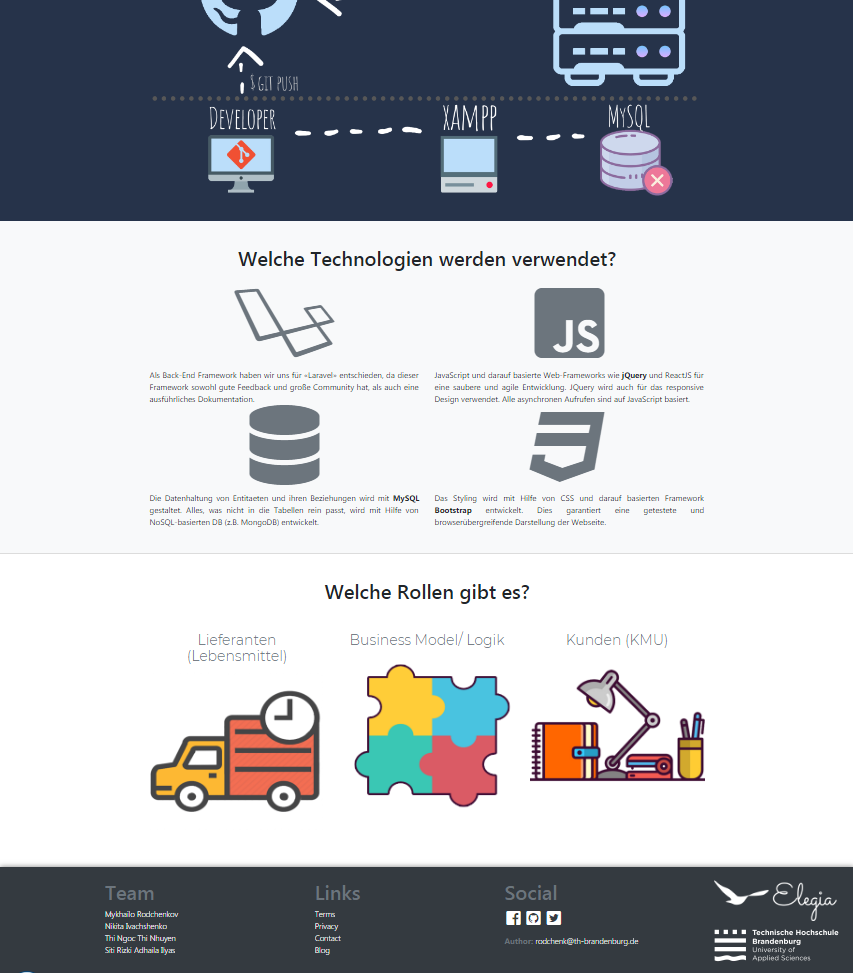 $ GIT PUSH
DEVELOPER
XAMPP
MYSQL
Welche Technologien werden verwendet?
JS
Als Back-End Framework haben wir uns für «Laravel» entschieden, da dieser
Framework sowohl gute Feedback und große Community hat, als auch eine
ausführliches Dokumentation.
JavaScript und darauf basierte Web-Frameworks wie jQuery und ReactJS für
eine saubere und agile Entwicklung. JQuery wird auch für das responsive
Design verwendet. Alle asynchronen Aufrufen sind auf JavaScript basiert.
Die Datenhaltung von Entitaeten und ihren Beziehungen wird mit MySQL
gestaltet. Alles, was nicht in die Tabellen rein passt, wird mit Hilfe von
NoSQL-basierten DB (z.B. MongoDB) entwickelt.
Das Styling wird mit Hilfe von CSS und darauf basierten Framework
Bootstrap entwickelt. Dies garantiert eine getestete und
browserübergreifende Darstellung der Webseite.
Welche Rollen gibt es?
Lieferanten
(Lebensmittel)
Business Model/ Logik
Kunden (KMU)
Team
Mykhailo Rodchenkov
Nikita Ivachshenko
Thi Ngoc Thi Nhuyen
Siti Rizki Adhaila Ilyas
Links
Terms
Privacy
Contact
Blog
Social
Author: rodchenk@th-brandenburg.de
Elegia
Technische Hochschule
Brandenburg
University of
Applied Sciences